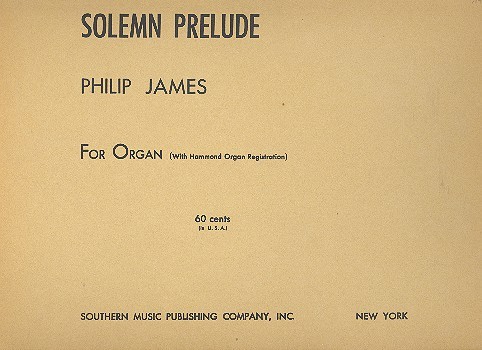 SOLEMN PRELUDE
PHILIP JAMES
FOR ORGAN (With Hammond Organ Registration)
60 cents
(in U. S. A.)
SOUTHERN MUSIC PUBLISHING COMPANY, INC. NEW YORK